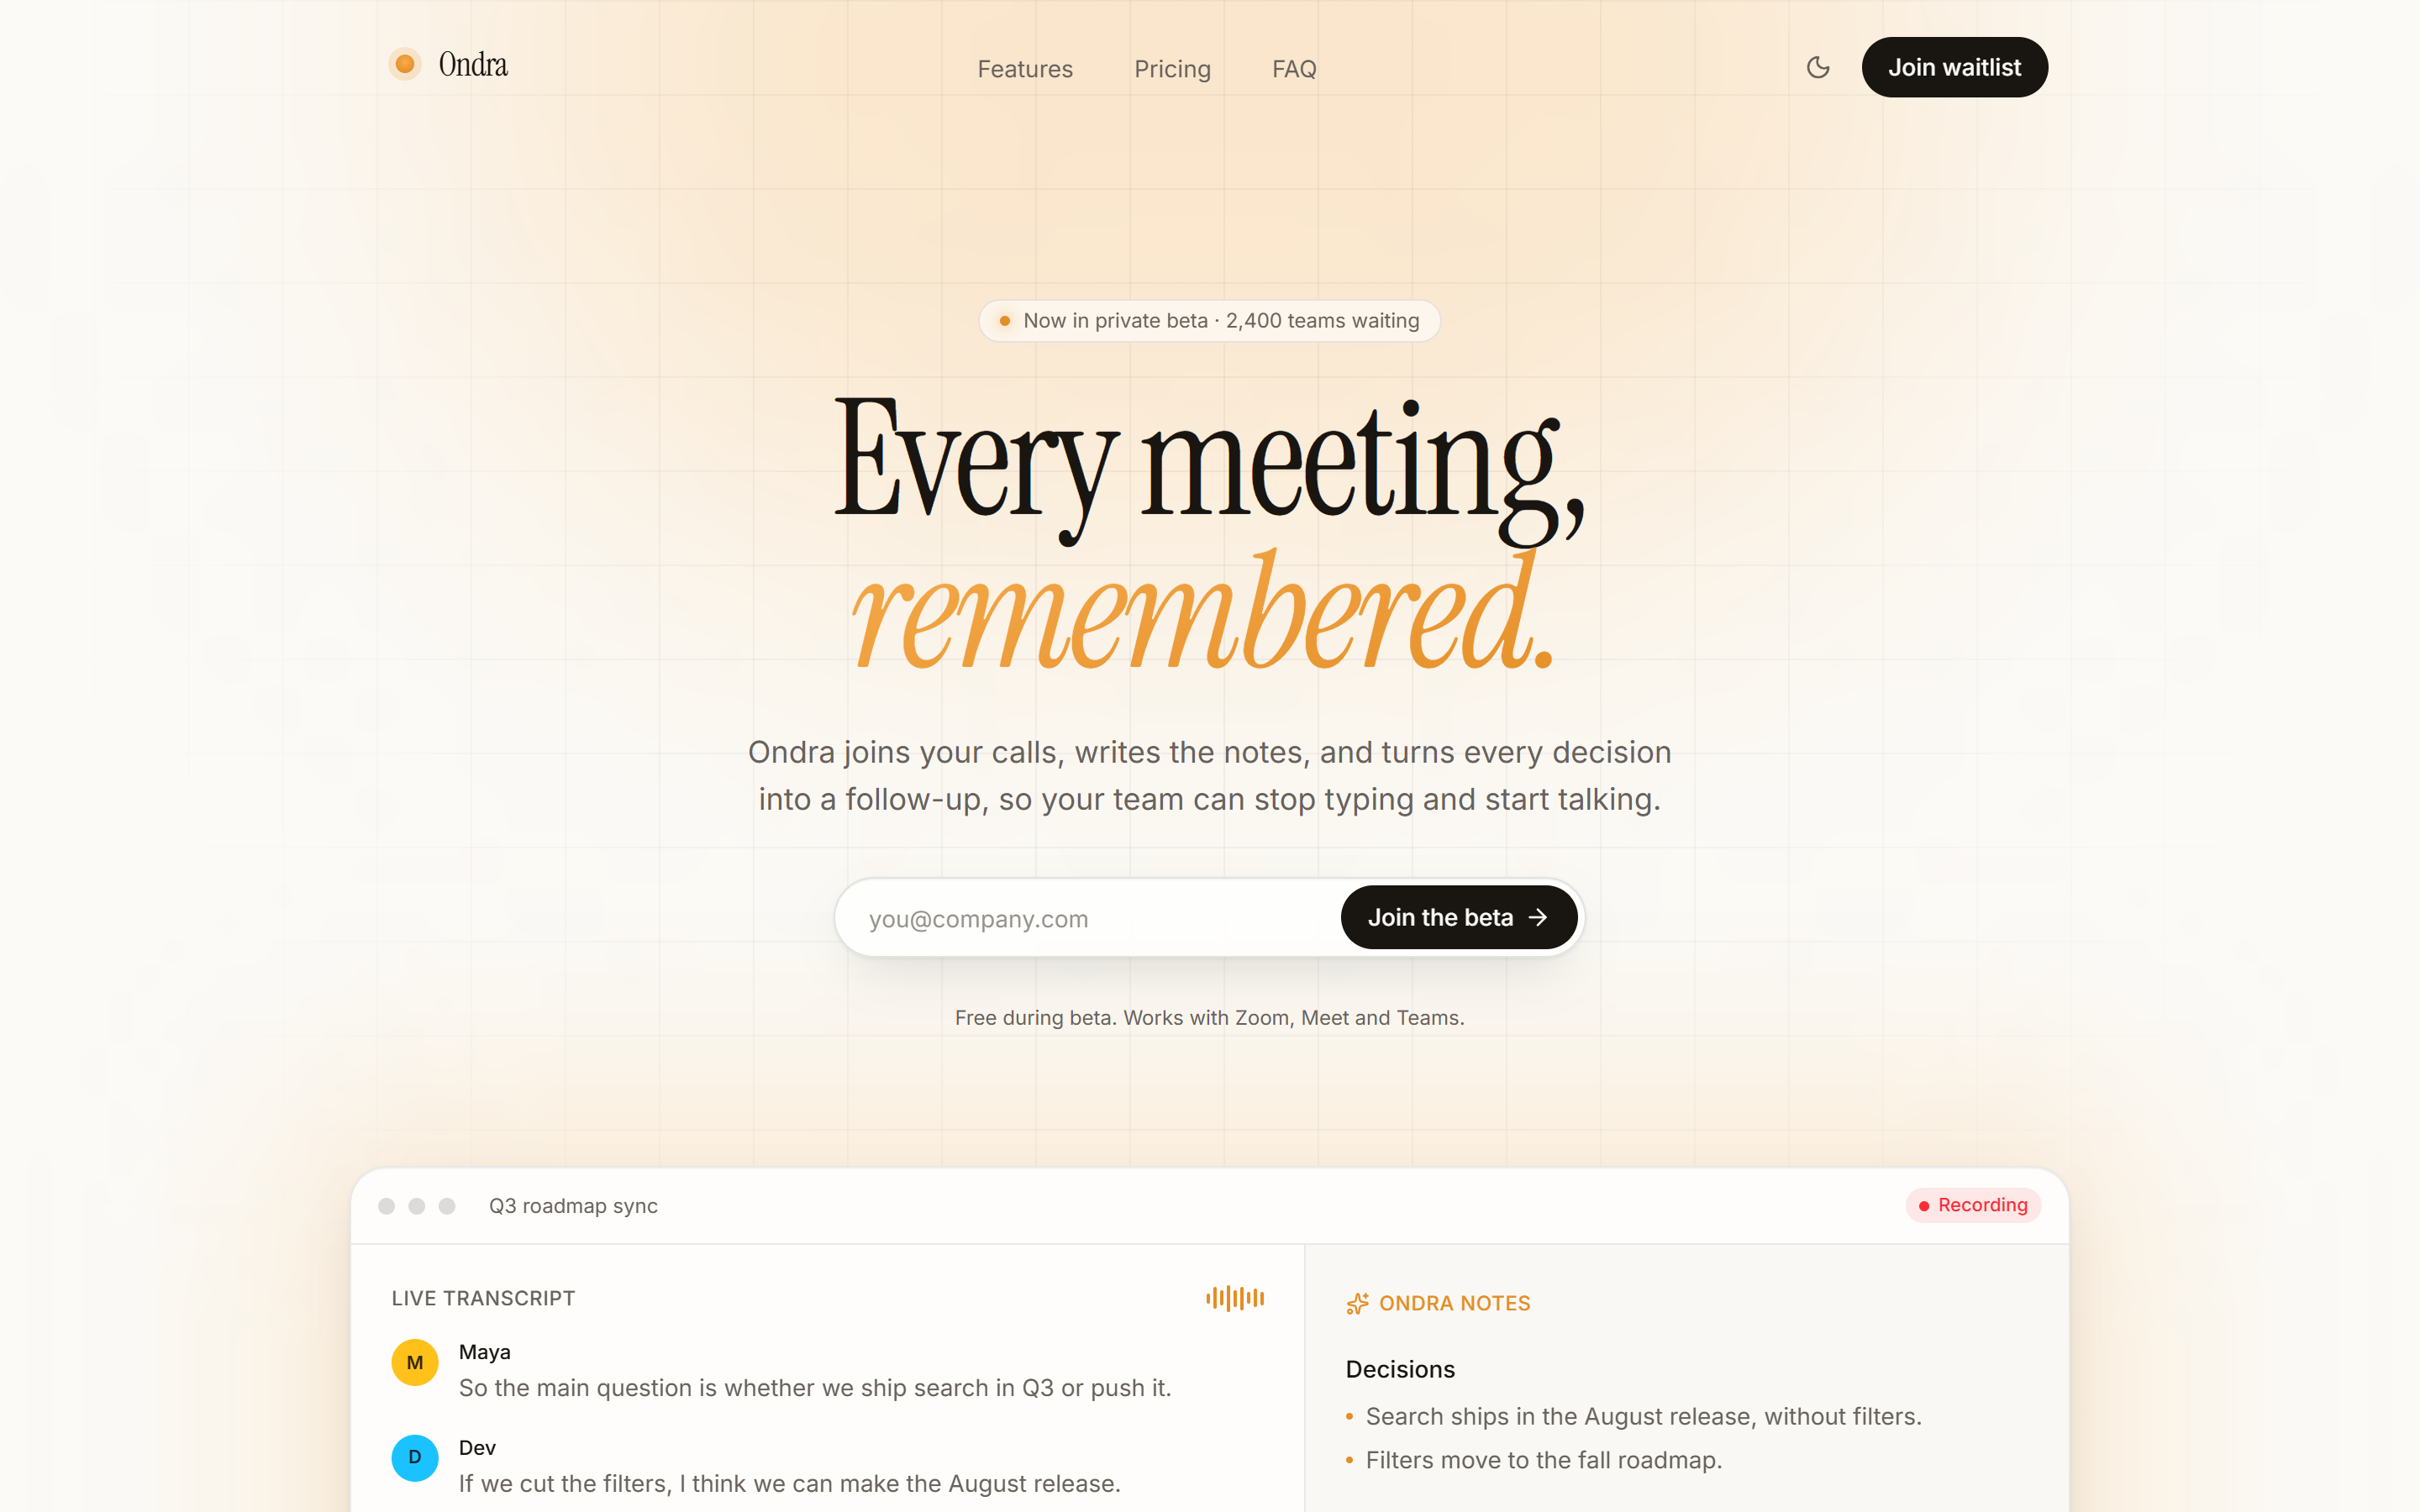 Ondra
Features
Pricing
FAQ
Join waitlist
Now in private beta · 2,400 teams waiting
Every meeting,
remembered.
Ondra joins your calls, writes the notes, and turns every decision
into a follow-up, so your team can stop typing and start talking.
you@company.com
Join the beta →
Free during beta. Works with Zoom, Meet and Teams.
Q3 roadmap sync
Recording
LIVE TRANSCRIPT
M
Maya
So the main question is whether we ship search in Q3 or push it.
D
Dev
If we cut the filters, I think we can make the August release.
ONDRA NOTES
Decisions
• Search ships in the August release, without filters.
• Filters move to the fall roadmap.